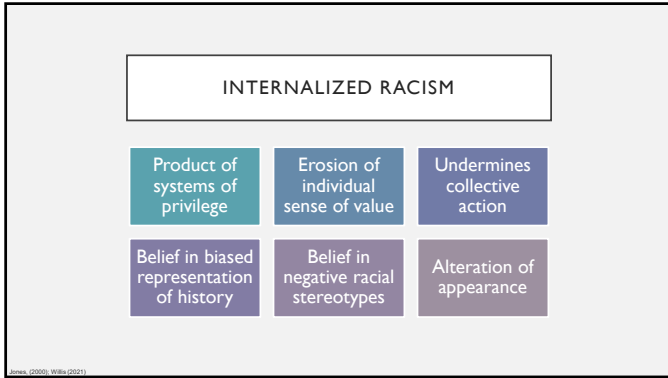 INTERNALIZED RACISM
Product of
systems of
privilege
Erosion of
individual
sense of value
Undermines
collective
action
Belief in biased
representation
of history
Belief in
negative racial
stereotypes
Alteration of
appearance
Jones, (2000); Willis (2021)